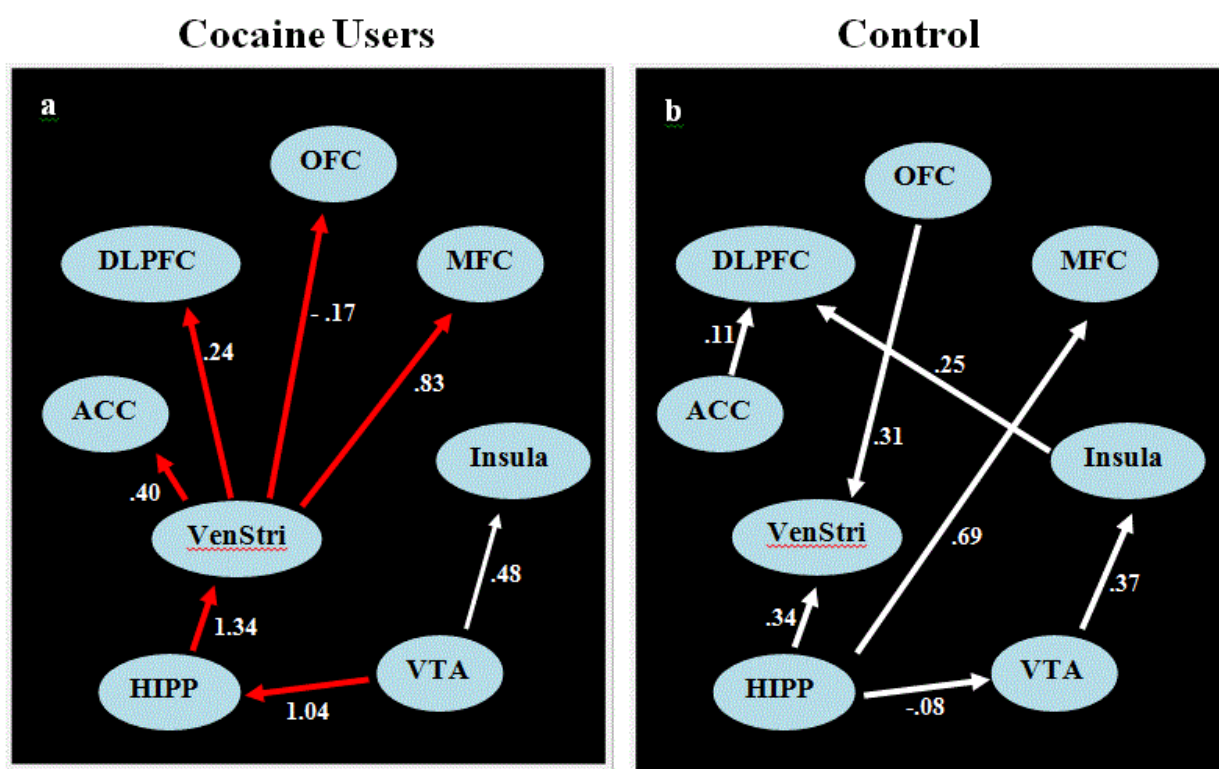 Cocaine Users
Control
a
OFC
DLPFC
MFC
- .17
.24
.83
ACC
Insula
.40
VenStri
.48
1.34
HIPP
VTA
1.04
b
OFC
DLPFC
MFC
.11
.25
ACC
.31
Insula
VenStri
.69
.37
.34
HIPP
VTA
-.08